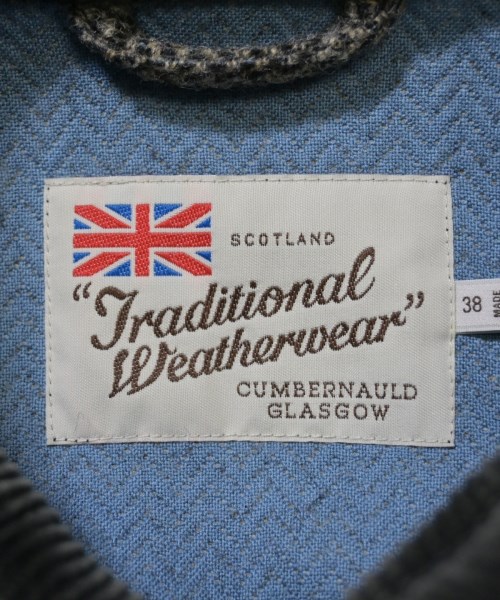 SCOTLAND
"Traditional
Weatherwear"
CUMBERNAULD
GLASGOW
38
MADE